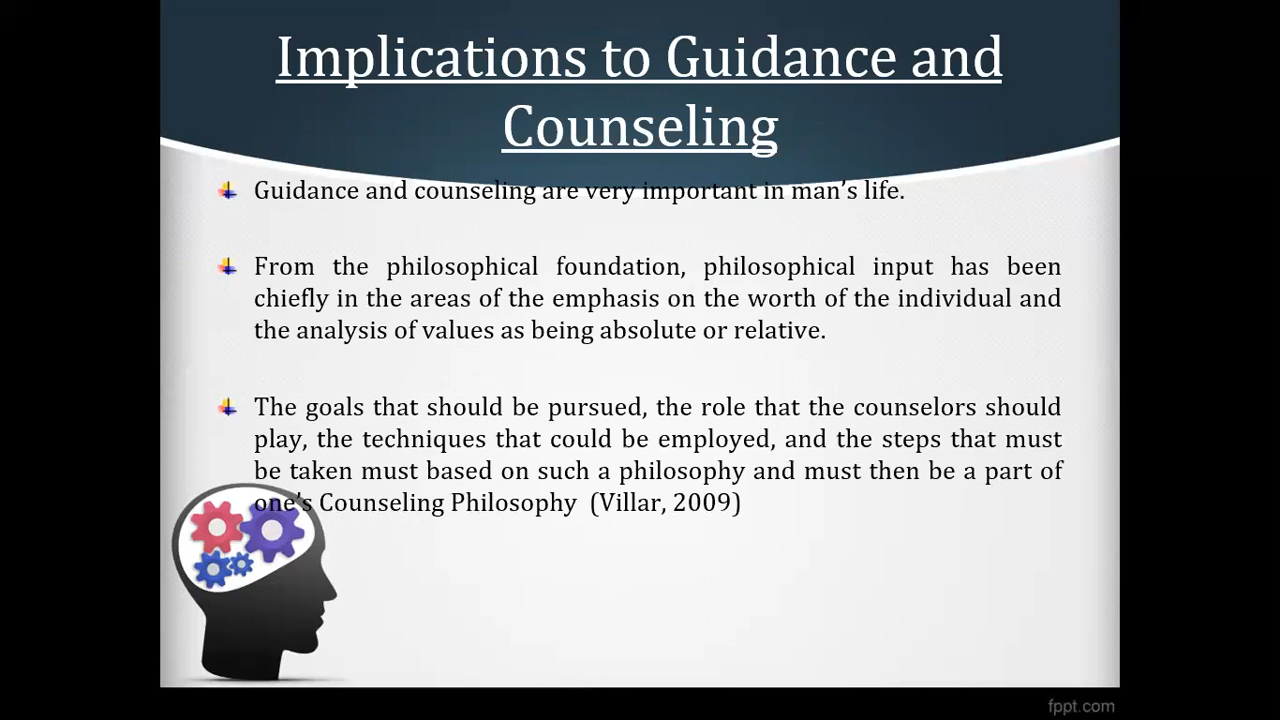 Implications to Guidance and
Counseling
Guidance and counseling are very important in man’s life.
From the philosophical foundation, philosophical input has been
chiefly in the areas of the emphasis on the worth of the individual and
the analysis of values as being absolute or relative.
The goals that should be pursued, the role that the counselors should
play, the techniques that could be employed, and the steps that must
be taken must based on such a philosophy and must then be a part of
one’s Counseling Philosophy (Villar, 2009)
fppt.com